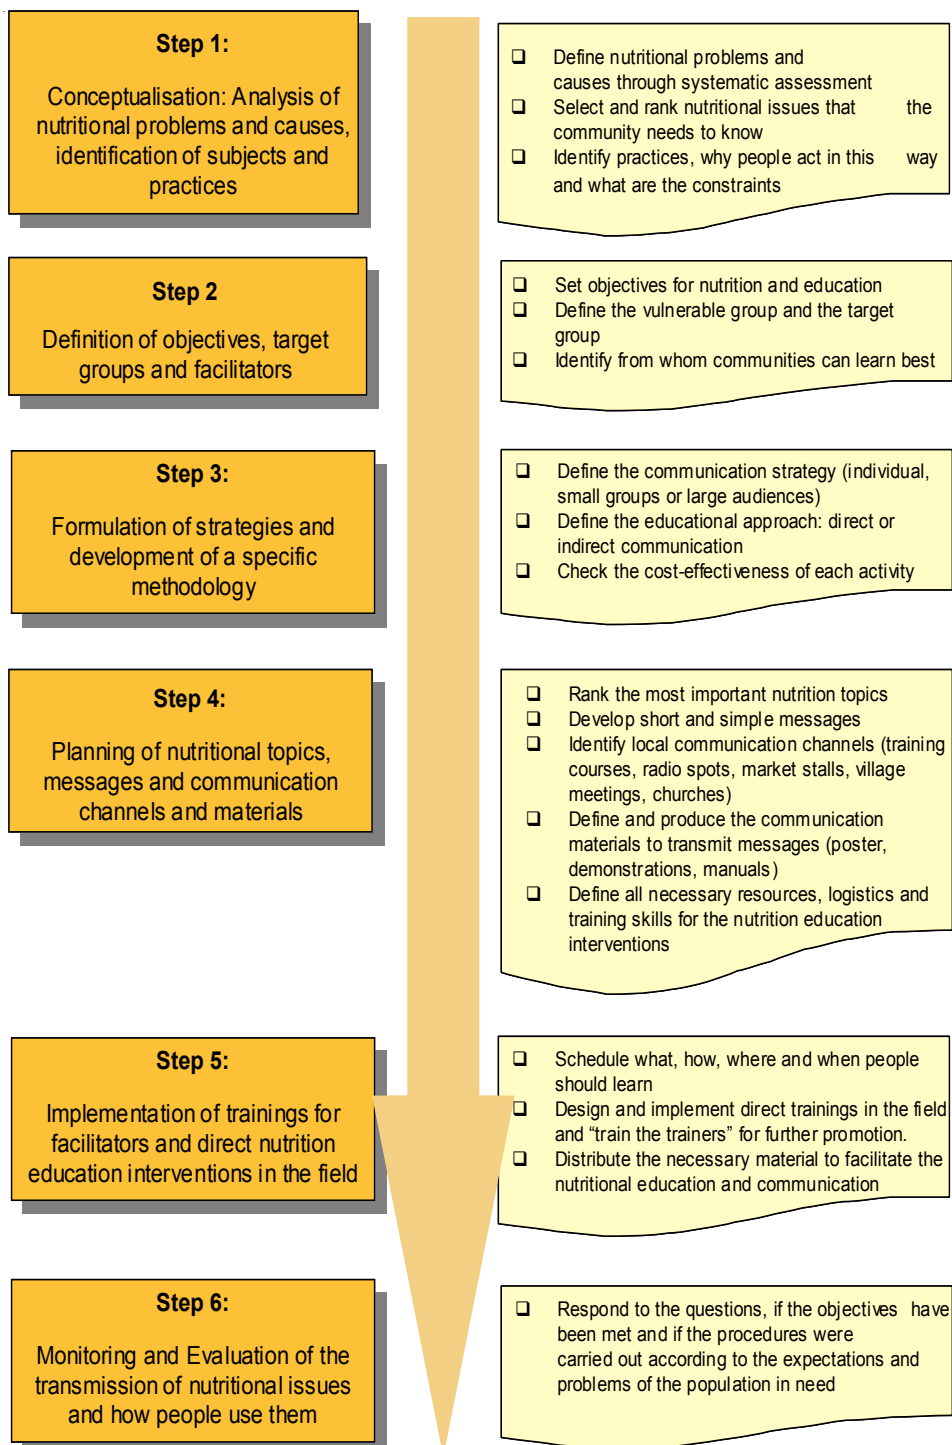 Step 1:
Conceptualisation: Analysis of
nutritional problems and causes,
identification of subjects and
practices
❑ Define nutritional problems and
causes through systematic assessment
❑ Select and rank nutritional issues that the
community needs to know
❑ Identify practices, why people act in this way
and what are the constraints
Step 2
Definition of objectives, target
groups and facilitators
❑ Set objectives for nutrition and education
❑ Define the vulnerable group and the target
group
❑ Identify from whom communities can learn best
Step 3:
Formulation of strategies and
development of a specific
methodology
❑ Define the communication strategy (individual,
small groups or large audiences)
❑ Define the educational approach: direct or
indirect communication
❑ Check the cost-effectiveness of each activity
Step 4:
Planning of nutritional topics,
messages and communication
channels and materials
❑ Rank the most important nutrition topics
❑ Develop short and simple messages
❑ Identify local communication channels (training
courses, radio spots, market stalls, village
meetings, churches)
❑ Define and produce the communication
materials to transmit messages (poster,
demonstrations, manuals)
❑ Define all necessary resources, logistics and
training skills for the nutrition education
interventions
Step 5:
Implementation of trainings for
facilitators and direct nutrition
education interventions in the field
❑ Schedule what, how, where and when people
should learn
❑ Design and implement direct trainings in the field
and “train the trainers” for further promotion.
❑ Distribute the necessary material to facilitate the
nutritional education and communication
Step 6:
Monitoring and Evaluation of the
transmission of nutritional issues
and how people use them
❑ Respond to the questions, if the objectives have
been met and if the procedures were
carried out according to the expectations and
problems of the population in need